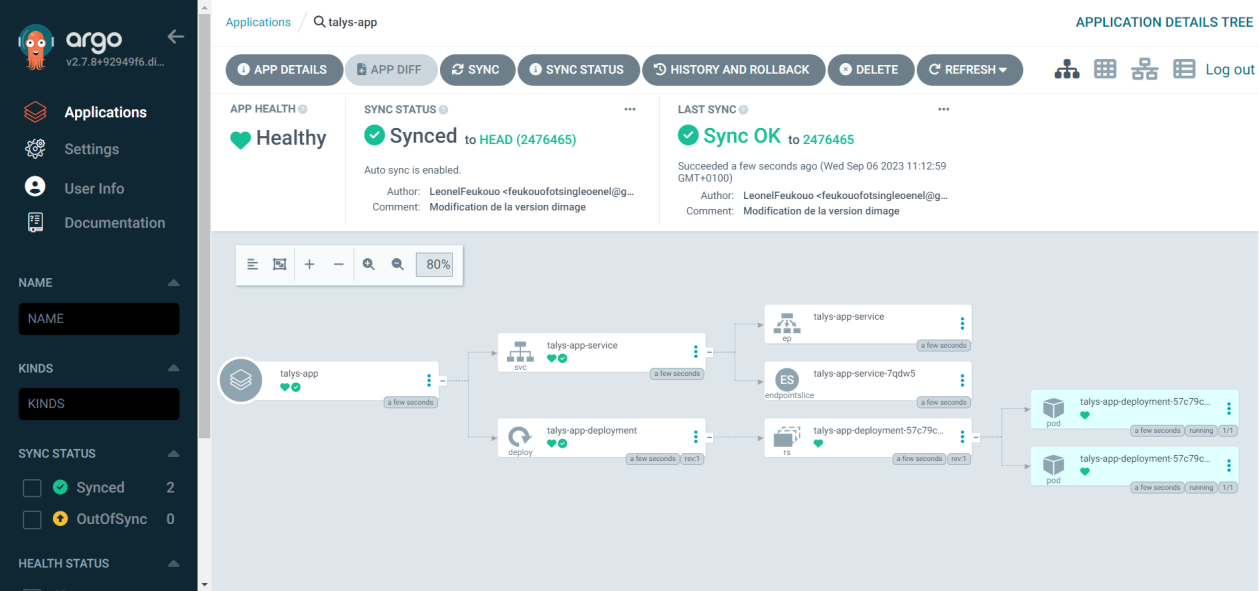 Applications / talys-app
APPLICATION DETAILS TREE
argo
v2.7.8+92949f6.di...
Applications
Settings
User Info
Documentation
NAME
NAME
KINDS
KINDS
SYNC STATUS
Synced 2
OutOfSync 0
HEALTH STATUS
APP DETAILS
APP DIFF
SYNC
SYNC STATUS
HISTORY AND ROLLBACK
DELETE
REFRESH
Log out
APP HEALTH
Healthy
SYNC STATUS
Synced to HEAD (2476465)
Auto sync is enabled.
Author: LeonelFeukouo <feukouofotsingleoenel@g...
Comment: Modification de la version dimage
LAST SYNC
Sync OK to 2476465
Succeeded a few seconds ago (Wed Sep 06 2023 11:12:59
GMT+0100)
Author: LeonelFeukouo <feukouofotsingleoenel@g...
Comment: Modification de la version dimage
80%
talys-app
a few seconds
talys-app-service
svc
a few seconds
talys-app-deployment
deploy
a few seconds rev:1
talys-app-service
ep
a few seconds
ES
talys-app-service-7qdw5
endpointslice
a few seconds
talys-app-deployment-57c79c...
rs
a few seconds rev:1
talys-app-deployment-57c79c...
pod
a few seconds running 1/1
talys-app-deployment-57c79c...
pod
a few seconds running 1/1